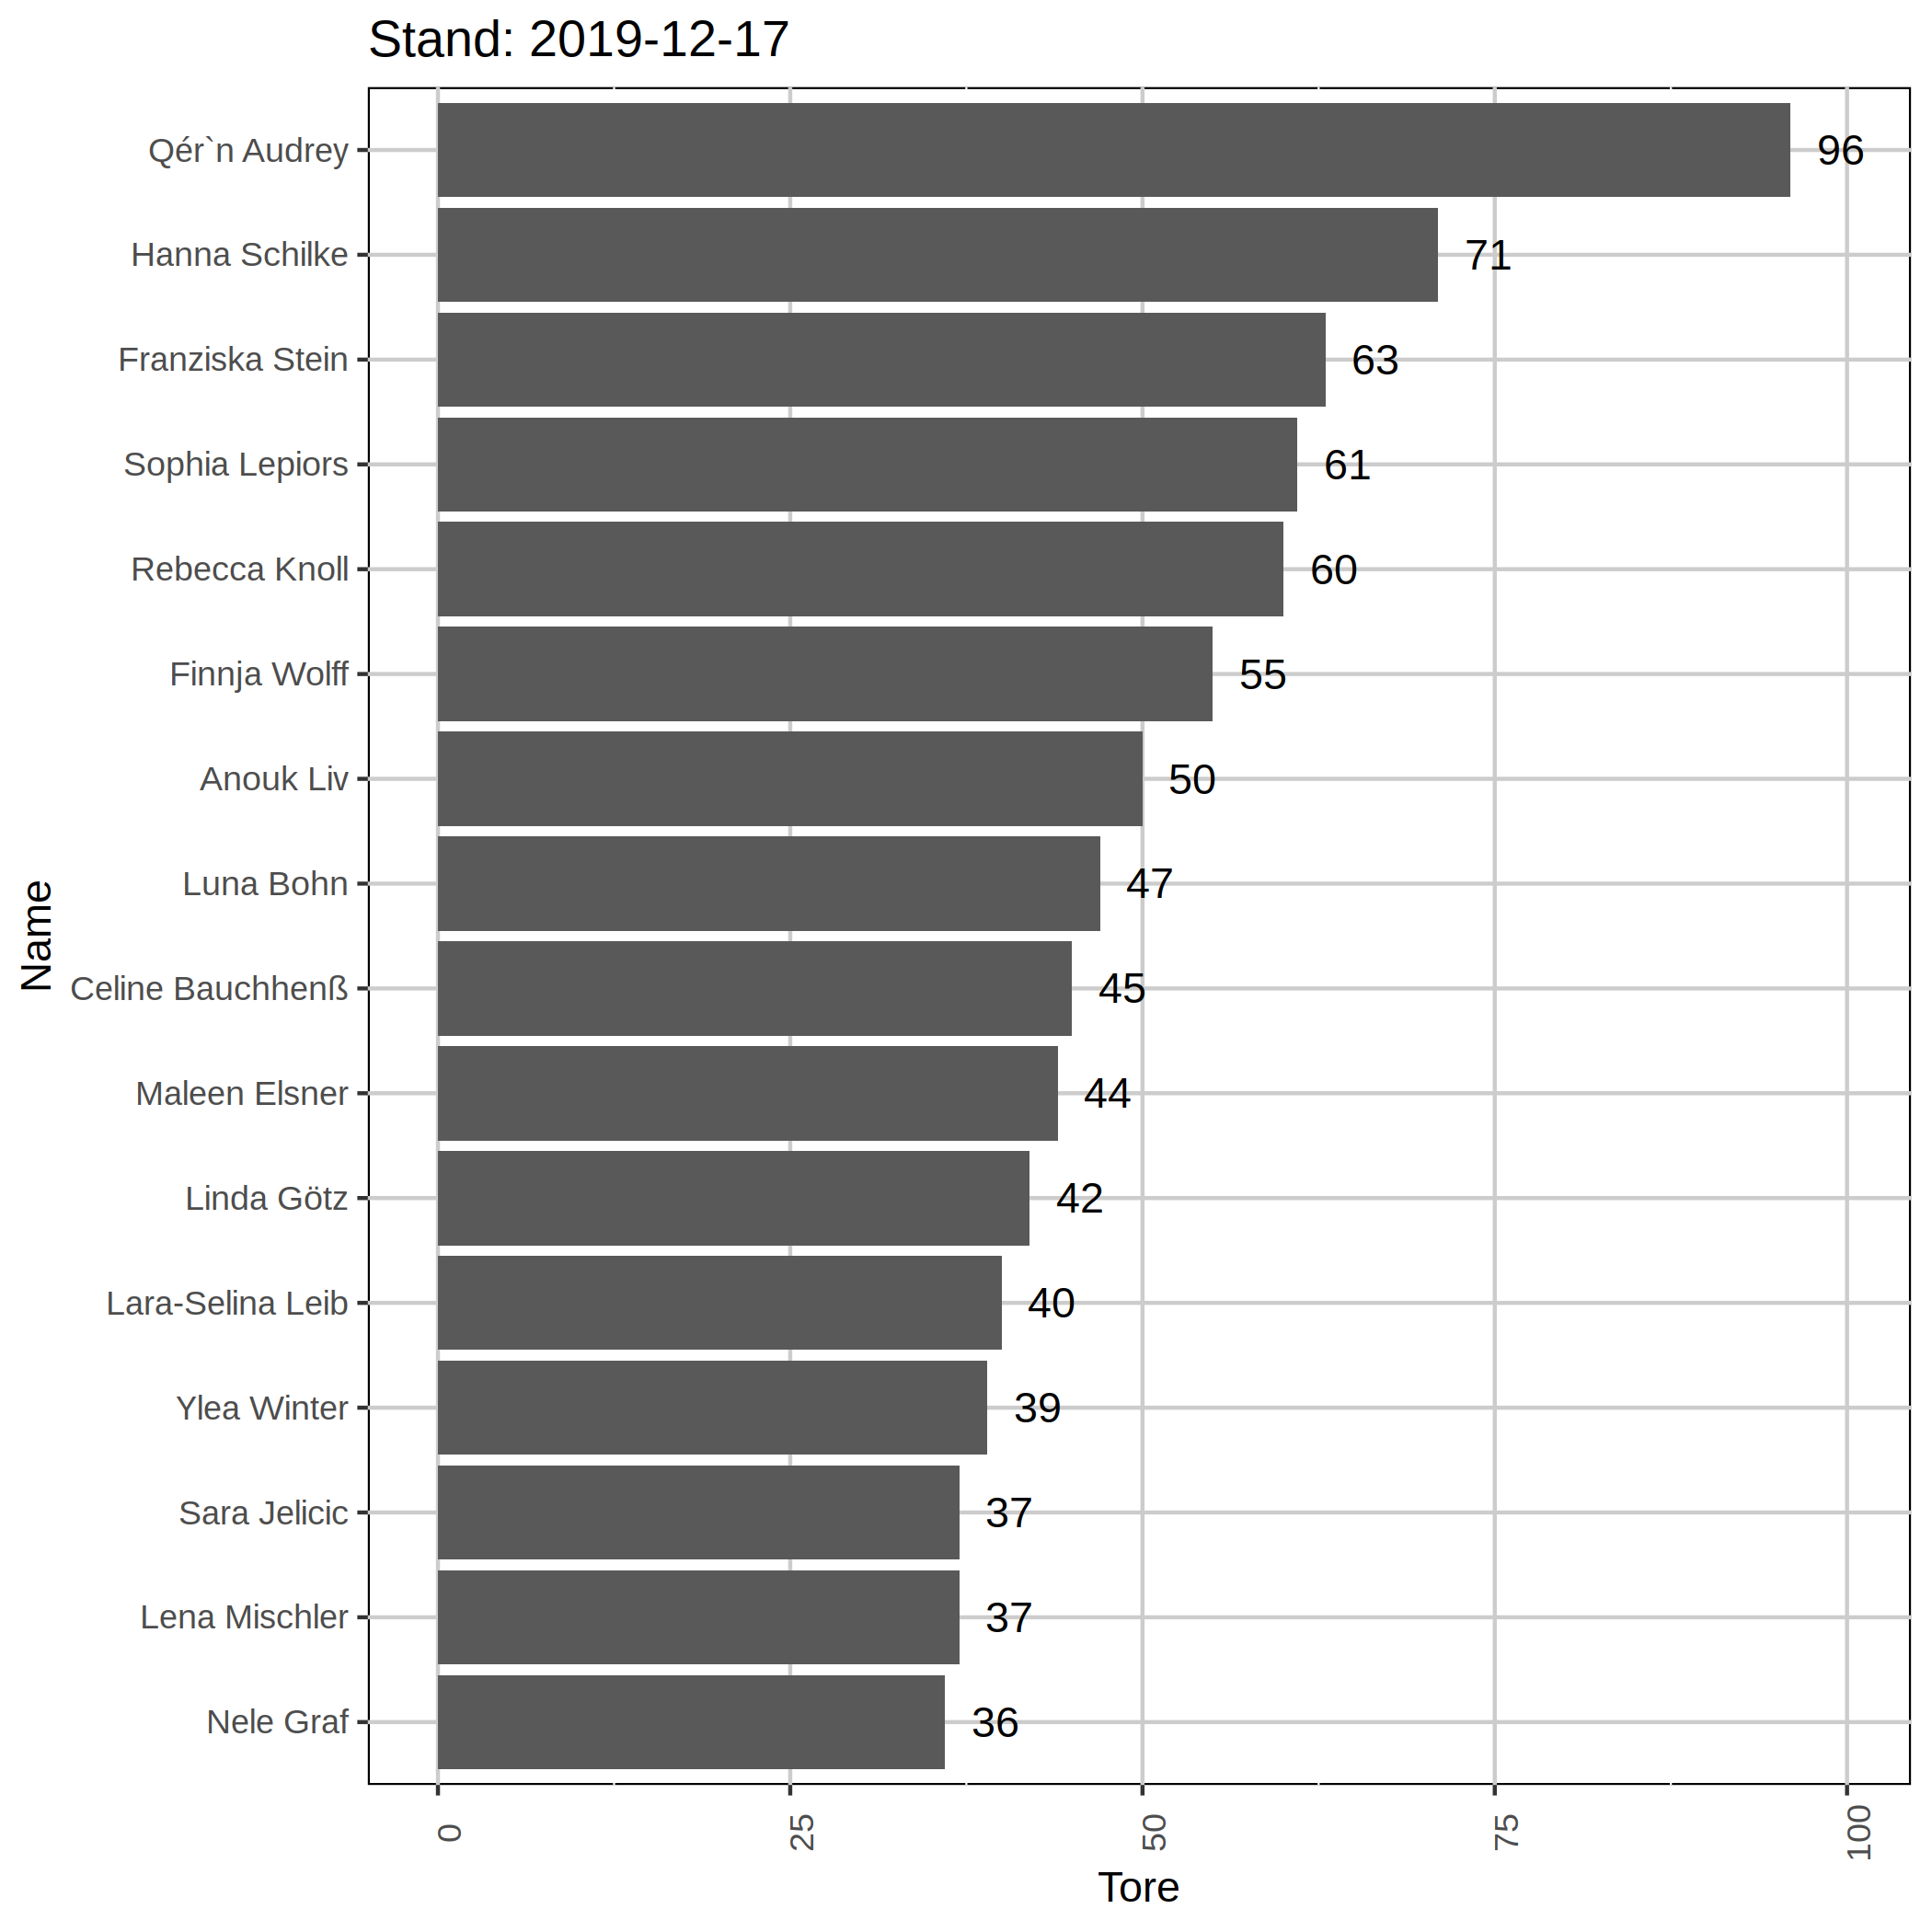 Stand: 2019-12-17
Name
Qér`n Audrey 96
Hanna Schilke 71
Franziska Stein 63
Sophia Lepiors 61
Rebecca Knoll 60
Finnja Wolff 55
Anouk Liv 50
Luna Bohn 47
Celine Bauchhenß 45
Maleen Elsner 44
Linda Götz 42
Lara-Selina Leib 40
Ylea Winter 39
Sara Jelicic 37
Lena Mischler 37
Nele Graf 36
0 25 50 75 100
Tore